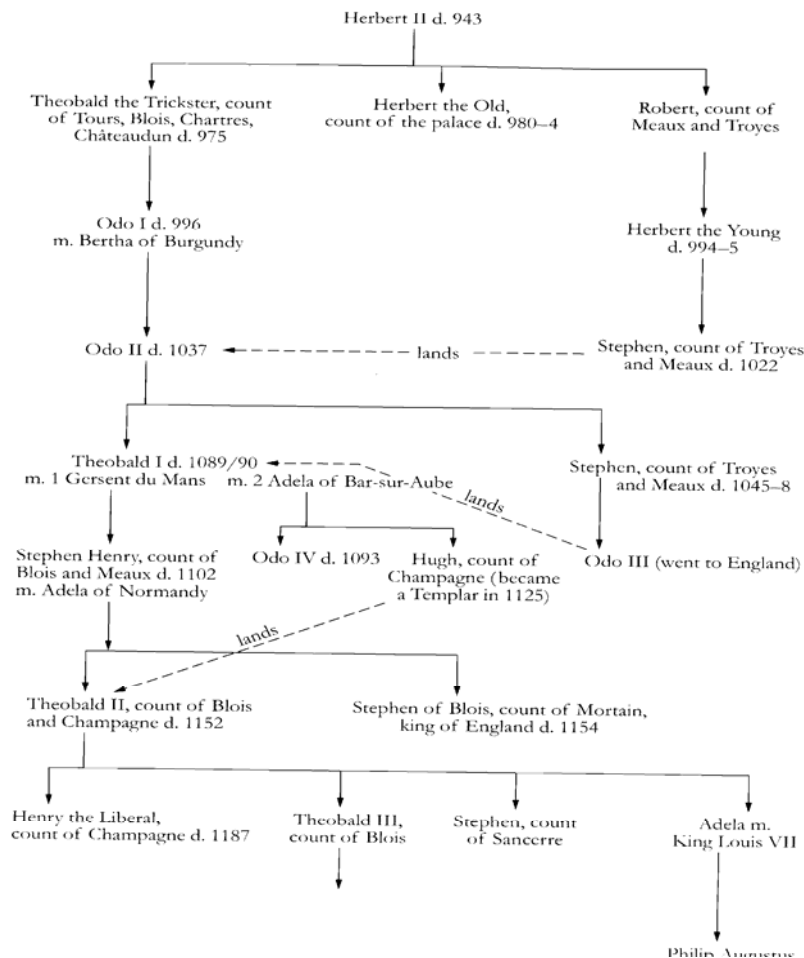 Herbert II d. 943
Theobald the Trickster, count
of Tours, Blois, Chartres,
Châteaudun d. 975
Herbert the Old,
count of the palace d. 980–4
Robert, count of
Meaux and Troyes
Odo I d. 996
m. Bertha of Burgundy
Herbert the Young
d. 994–5
Odo II d. 1037
lands
Stephen, count of Troyes
and Meaux d. 1022
Theobald I d. 1089/90
m. 1 Gersent du Mans m. 2 Adela of Bar-sur-Aube
Stephen, count of Troyes
and Meaux d. 1045–8
lands
Stephen Henry, count of
Blois and Meaux d. 1102
m. Adela of Normandy
Odo IV d. 1093
Hugh, count of
Champagne (became
a Templar in 1125)
Odo III (went to England)
lands
Theobald II, count of Blois
and Champagne d. 1152
Stephen of Blois, count of Mortain,
king of England d. 1154
Henry the Liberal,
count of Champagne d. 1187
Theobald III,
count of Blois
Stephen, count
of Sancerre
Adela m.
King Louis VII
Philip Augustus